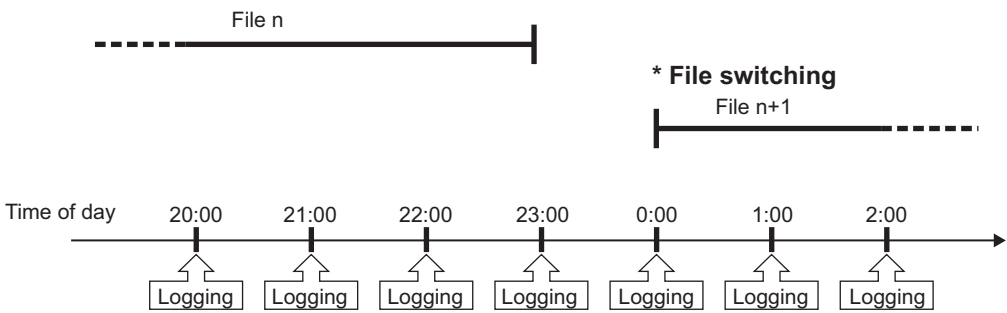 File n
* File switching
File n+1
Time of day 20:00 21:00 22:00 23:00 0:00 1:00 2:00
Logging Logging Logging Logging Logging Logging Logging